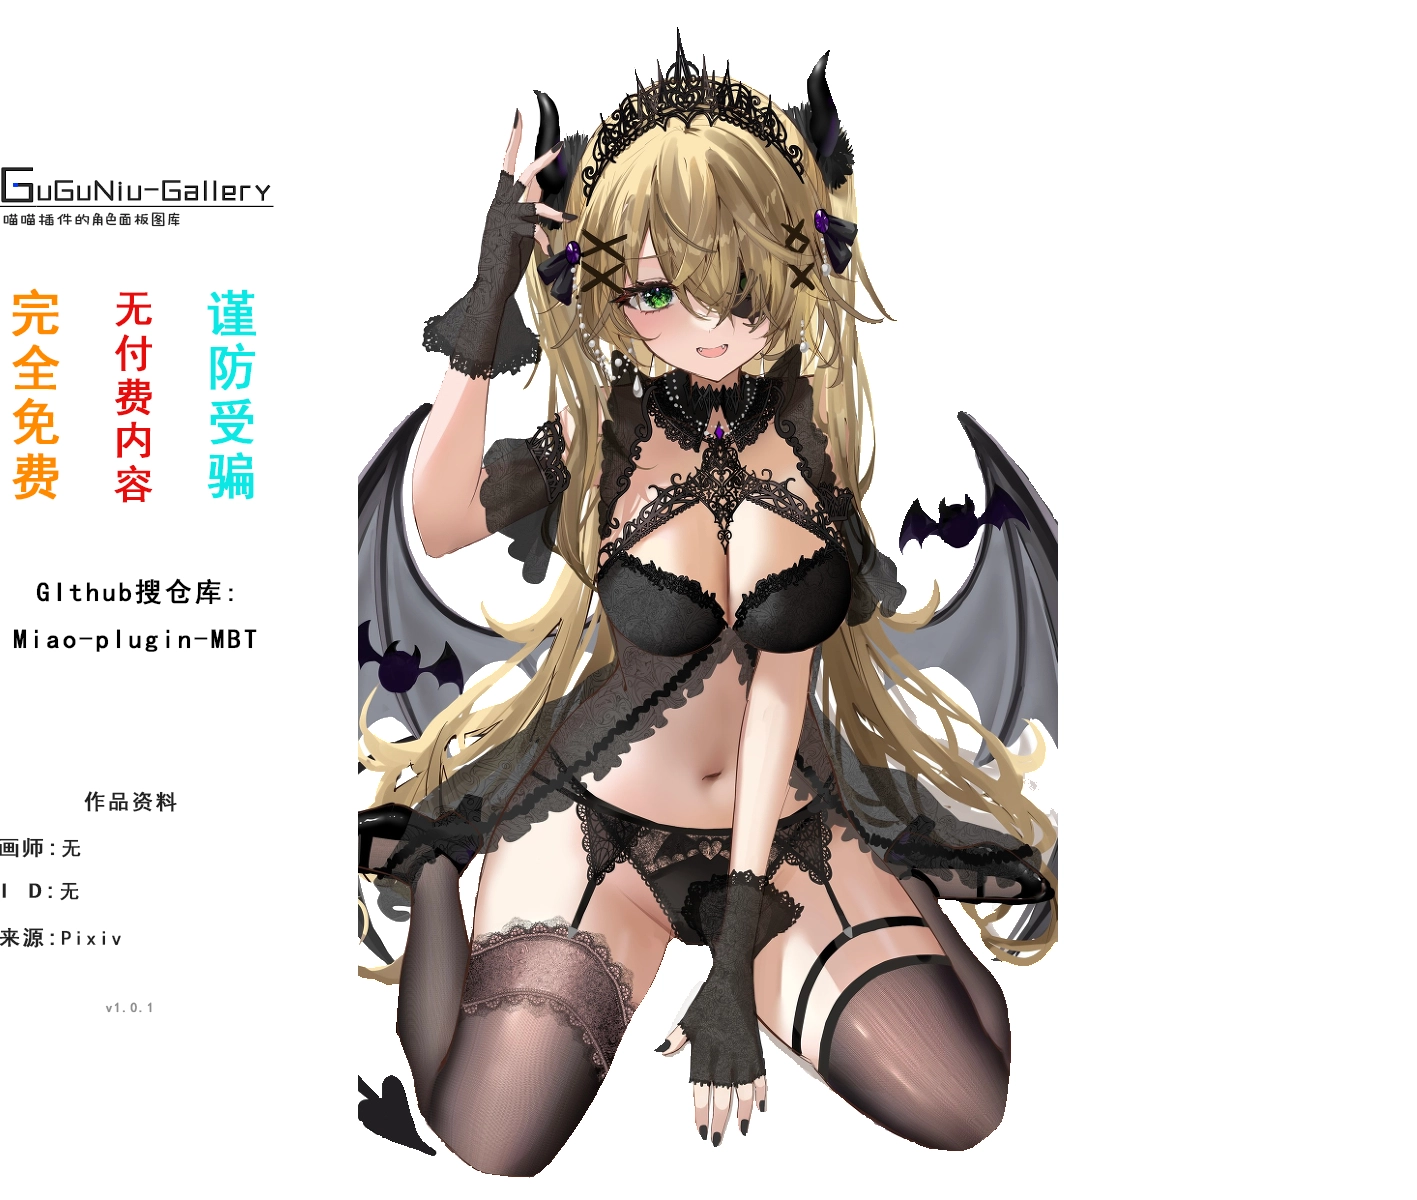 GuGuNiu-Gallery
喵喵插件的角色面板图库
完全免费
无付费内容
谨防受骗
GIthub搜仓库:
Miao-plugin-MBT
作品资料
画师:无
I D:无
来源:Pixiv
v1.0.1